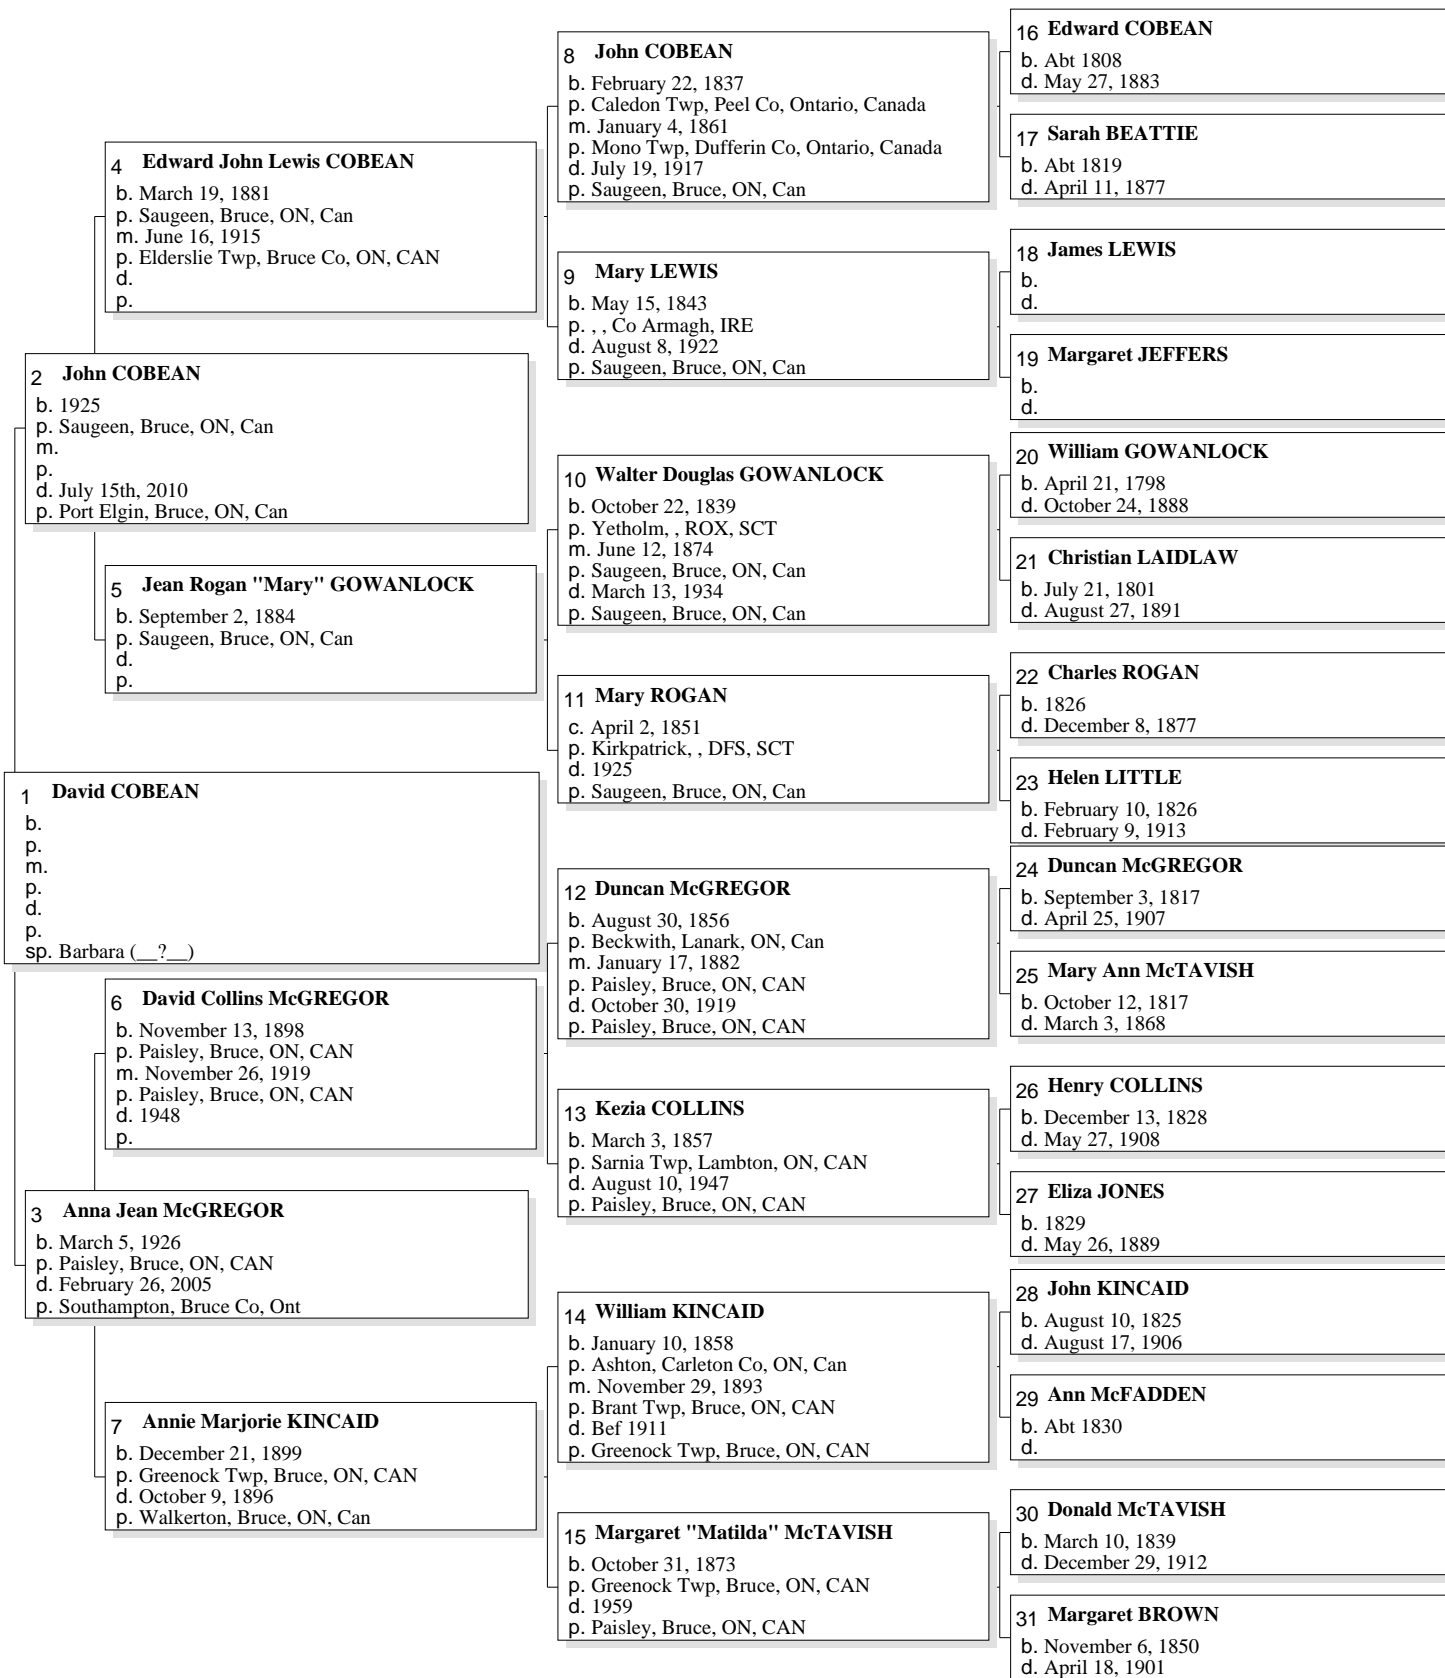 1 David COBEAN
b.
p.
m.
p.
d.
p.
sp. Barbara (__?__)
2 John COBEAN
b. 1925
p. Saugeen, Bruce, ON, Can
m.
p.
d. July 15th, 2010
p. Port Elgin, Bruce, ON, Can
3 Anna Jean McGREGOR
b. March 5, 1926
p. Paisley, Bruce, ON, CAN
d. February 26, 2005
p. Southampton, Bruce Co, Ont
4 Edward John Lewis COBEAN
b. March 19, 1881
p. Saugeen, Bruce, ON, Can
m. June 16, 1915
p. Elderslie Twp, Bruce Co, ON, CAN
d.
p.
5 Jean Rogan "Mary" GOWANLOCK
b. September 2, 1884
p. Saugeen, Bruce, ON, Can
d.
p.
6 David Collins McGREGOR
b. November 13, 1898
p. Paisley, Bruce, ON, CAN
m. November 26, 1919
p. Paisley, Bruce, ON, CAN
d. 1948
p.
7 Annie Marjorie KINCAID
b. December 21, 1899
p. Greenock Twp, Bruce, ON, CAN
d. October 9, 1896
p. Walkerton, Bruce, ON, Can
8 John COBEAN
b. February 22, 1837
p. Caledon Twp, Peel Co, Ontario, Canada
m. January 4, 1861
p. Mono Twp, Dufferin Co, Ontario, Canada
d. July 19, 1917
p. Saugeen, Bruce, ON, Can
9 Mary LEWIS
b. May 15, 1843
p. , , Co Armagh, IRE
d. August 8, 1922
p. Saugeen, Bruce, ON, Can
10 Walter Douglas GOWANLOCK
b. October 22, 1839
p. Yetholm, , ROX, SCT
m. June 12, 1874
p. Saugeen, Bruce, ON, Can
d. March 13, 1934
p. Saugeen, Bruce, ON, Can
11 Mary ROGAN
c. April 2, 1851
p. Kirkpatrick, , DFS, SCT
d. 1925
p. Saugeen, Bruce, ON, Can
12 Duncan McGREGOR
b. August 30, 1856
p. Beckwith, Lanark, ON, Can
m. January 17, 1882
p. Paisley, Bruce, ON, CAN
d. October 30, 1919
p. Paisley, Bruce, ON, CAN
13 Kezia COLLINS
b. March 3, 1857
p. Sarnia Twp, Lambton, ON, CAN
d. August 10, 1947
p. Paisley, Bruce, ON, CAN
14 William KINCAID
b. January 10, 1858
p. Ashton, Carleton Co, ON, Can
m. November 29, 1893
p. Brant Twp, Bruce, ON, CAN
d. Bef 1911
p. Greenock Twp, Bruce, ON, CAN
15 Margaret "Matilda" McTAVISH
b. October 31, 1873
p. Greenock Twp, Bruce, ON, CAN
d. 1959
p. Paisley, Bruce, ON, CAN
16 Edward COBEAN
b. Abt 1808
d. May 27, 1883
17 Sarah BEATTIE
b. Abt 1819
d. April 11, 1877
18 James LEWIS
b.
d.
19 Margaret JEFFERS
b.
d.
20 William GOWANLOCK
b. April 21, 1798
d. October 24, 1888
21 Christian LAIDLAW
b. July 21, 1801
d. August 27, 1891
22 Charles ROGAN
b. 1826
d. December 8, 1877
23 Helen LITTLE
b. February 10, 1826
d. February 9, 1913
24 Duncan McGREGOR
b. September 3, 1817
d. April 25, 1907
25 Mary Ann McTAVISH
b. October 12, 1817
d. March 3, 1868
26 Henry COLLINS
b. December 13, 1828
d. May 27, 1908
27 Eliza JONES
b. 1829
d. May 26, 1889
28 John KINCAID
b. August 10, 1825
d. August 17, 1906
29 Ann McFADDEN
b. Abt 1830
d.
30 Donald McTAVISH
b. March 10, 1839
d. December 29, 1912
31 Margaret BROWN
b. November 6, 1850
d. April 18, 1901